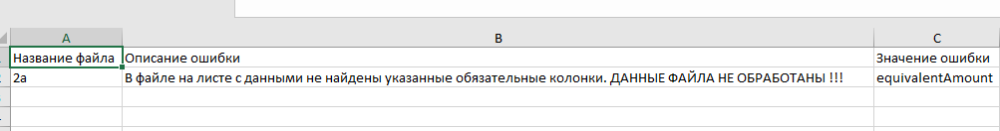 A B C
Название файла Описание ошибки Значение ошибки
2a В файле на листе с данными не найдены указанные обязательные колонки. ДАННЫЕ ФАЙЛА НЕ ОБРАБОТАНЫ !!! equivalentAmount